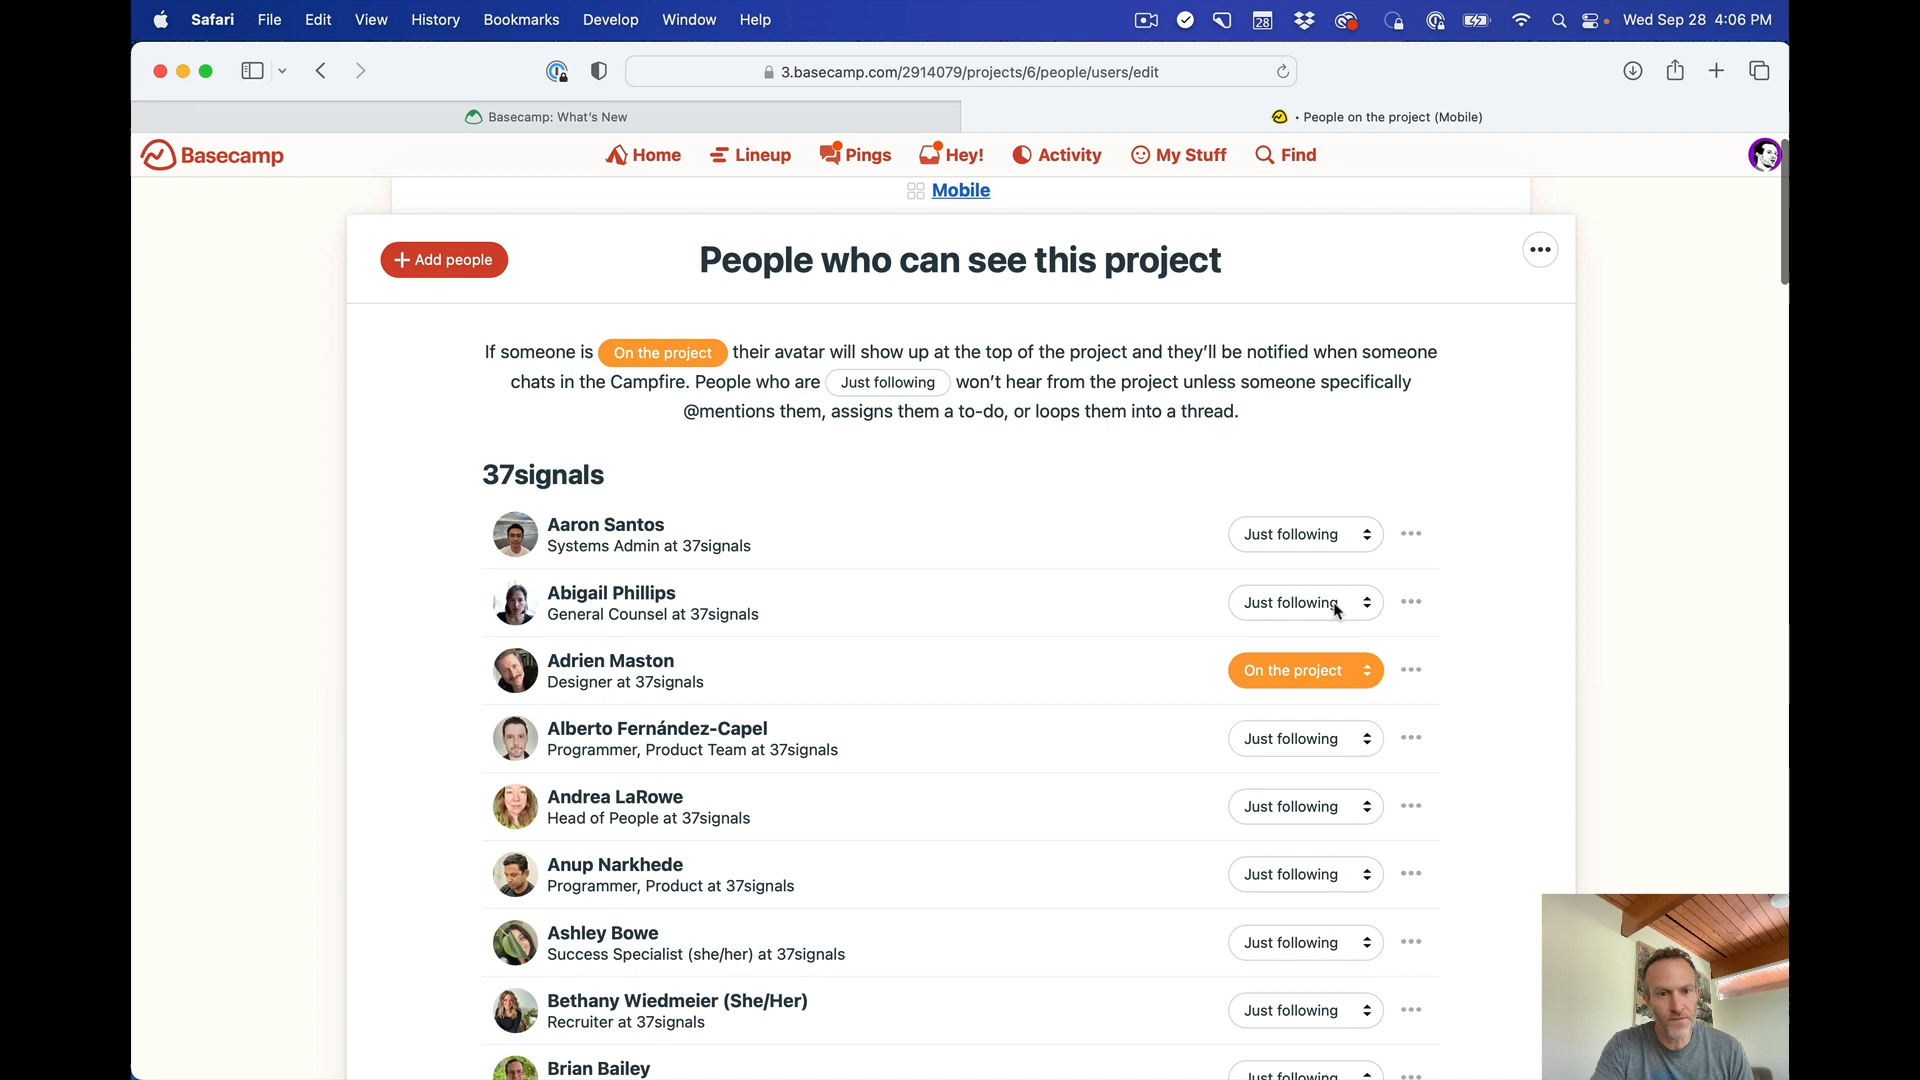 Safari File Edit View History Bookmarks Develop Window Help 28 Wed Sep 28 4:06 PM
3.basecamp.com/2914079/projects/6/people/users/edit
Basecamp: What's New • People on the project (Mobile)
Basecamp Home Lineup Pings Hey! Activity My Stuff Find
Mobile
+ Add people People who can see this project
If someone is On the project their avatar will show up at the top of the project and they'll be notified when someone
chats in the Campfire. People who are Just following won't hear from the project unless someone specifically
@mentions them, assigns them a to-do, or loops them into a thread.
37signals
Aaron Santos
Systems Admin at 37signals
Just following
Abigail Phillips
General Counsel at 37signals
Just following
Adrien Maston
Designer at 37signals
On the project
Alberto Fernández-Capel
Programmer, Product Team at 37signals
Just following
Andrea LaRowe
Head of People at 37signals
Just following
Anup Narkhede
Programmer, Product at 37signals
Just following
Ashley Bowe
Success Specialist (she/her) at 37signals
Just following
Bethany Wiedmeier (She/Her)
Recruiter at 37signals
Just following
Brian Bailey
Just following